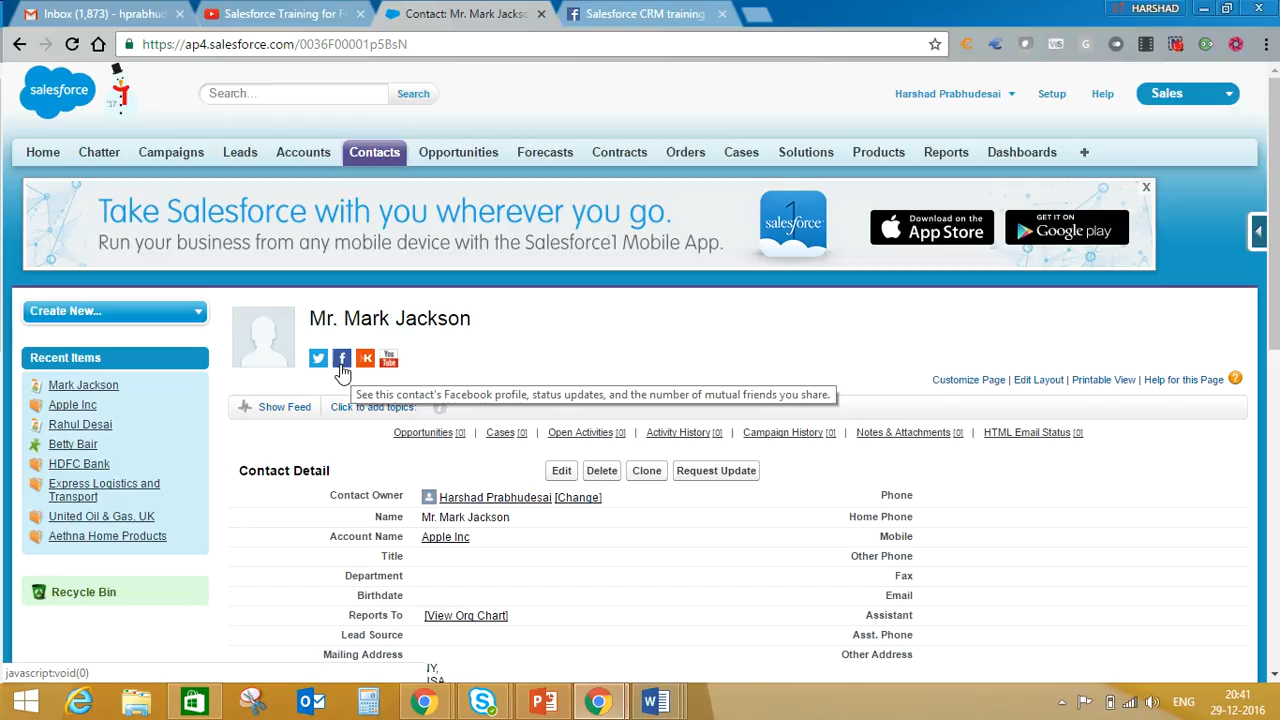 Inbox (1,873) - hprabhud
Salesforce Training for F
Contact: Mr. Mark Jackso
Salesforce CRM training
HARSHAD
https://ap4.salesforce.com/0036F00001p5BsN
salesforce
'17
Search...
Search
Harshad Prabhudesai
Setup
Help
Sales
Home
Chatter
Campaigns
Leads
Accounts
Contacts
Opportunities
Forecasts
Contracts
Orders
Cases
Solutions
Products
Reports
Dashboards
Take Salesforce with you wherever you go.
Run your business from any mobile device with the Salesforce1 Mobile App.
1
salesforce
Download on the
App Store
GET IT ON
Google play
X
Create New...
Recent Items
Mark Jackson
Apple Inc
Rahul Desai
Betty Bair
HDFC Bank
Express Logistics and
Transport
United Oil & Gas, UK
Aethna Home Products
Recycle Bin
Mr. Mark Jackson
You
Tube
See this contact's Facebook profile, status updates, and the number of mutual friends you share.
Customize Page | Edit Layout | Printable View | Help for this Page
Show Feed
Click to add topics:
Opportunities [0] | Cases [0] | Open Activities [0] | Activity History [0] | Campaign History [0] | Notes & Attachments [0] | HTML Email Status [0]
Contact Detail
Edit
Delete
Clone
Request Update
Contact Owner Harshad Prabhudesai [Change] Phone
Name Mr. Mark Jackson Home Phone
Account Name Apple Inc Mobile
Title Other Phone
Department Fax
Birthdate Email
Reports To [View Org Chart] Assistant
Lead Source Asst. Phone
Mailing Address Other Address
javascript:void(0)
ENG
20:41
29-12-2016